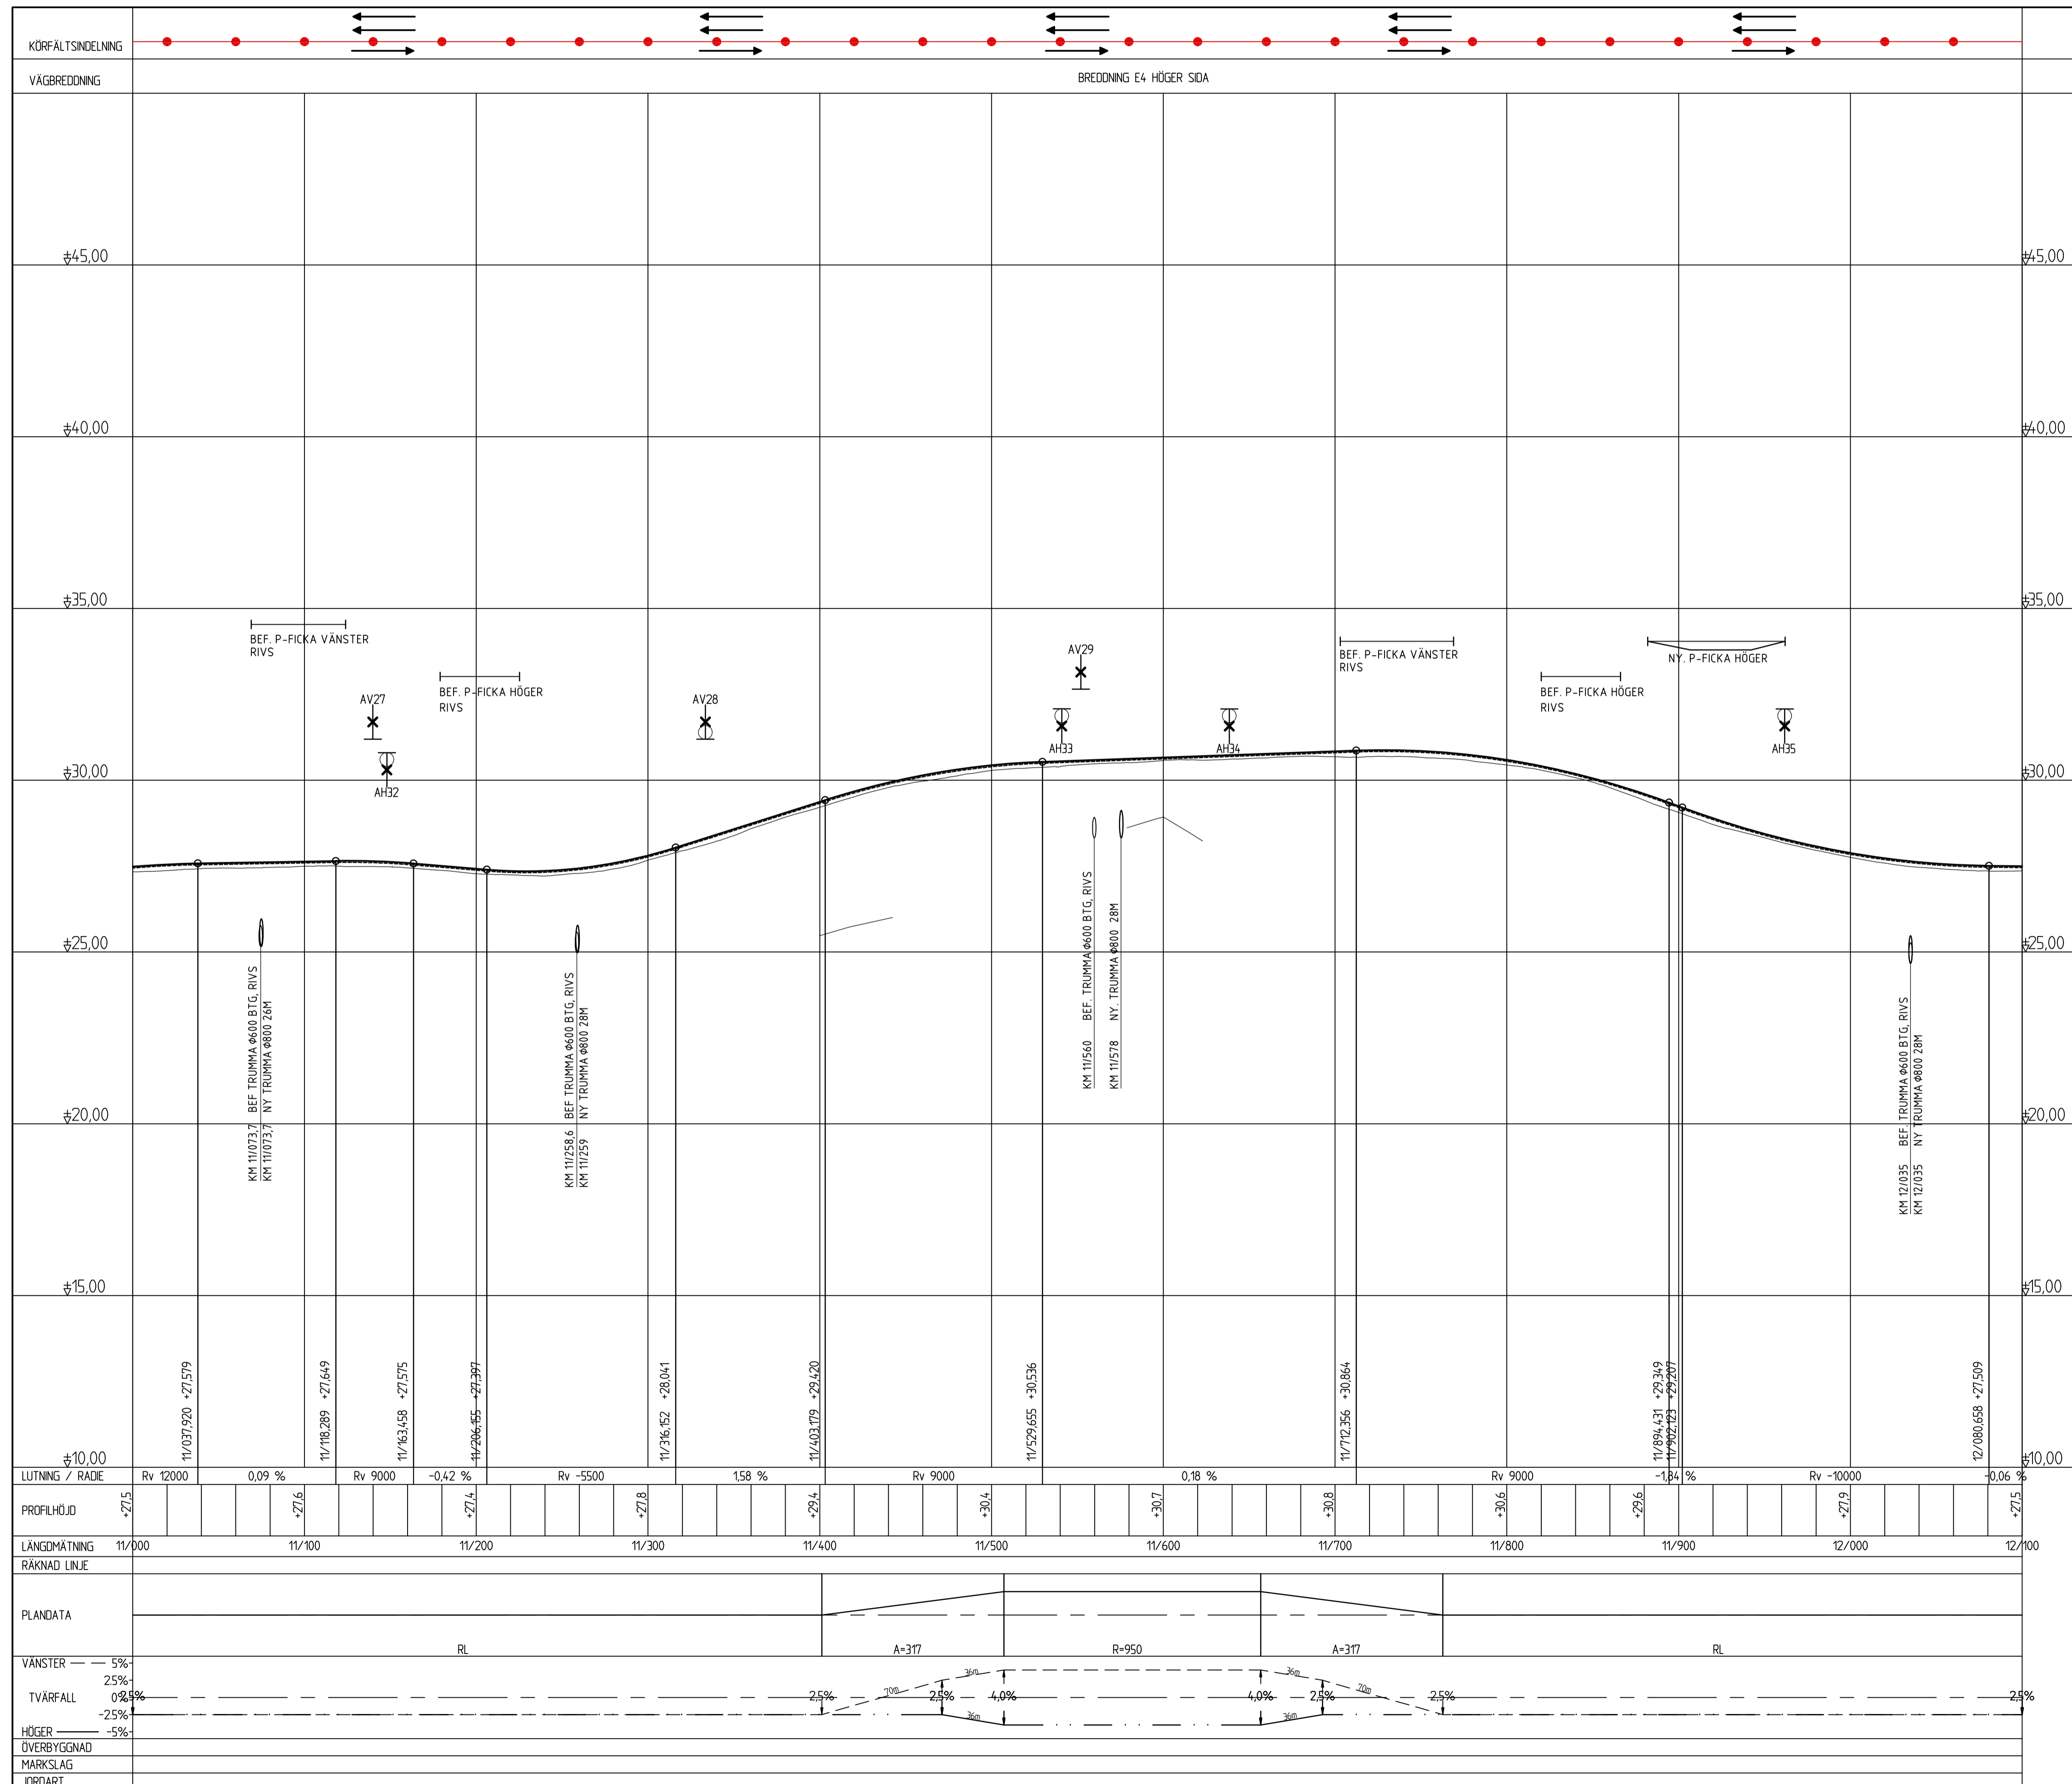 KÖRFÄLTSINDELNING
VÄGBREDDNING
BREDDNING E4 HÖGER SIDA
+45,00 +45,00
+40,00 +40,00
+35,00 +35,00
BEF. P-FICKA VÄNSTER
RIVS
BEF. P-FICKA HÖGER
RIVS
BEF. P-FICKA VÄNSTER
RIVS
BEF. P-FICKA HÖGER
RIVS
NY. P-FICKA HÖGER
AV27
AH32
AV28
AV29
AH33
AH34
AH35
+30,00 +30,00
+25,00 +25,00
KM 11/073,7 BEF TRUMMA Φ600 BTG, RIVS
KM 11/073,7 NY TRUMMA Φ800 26M
KM 11/258,6 BEF TRUMMA Φ600 BTG, RIVS
KM 11/259 NY TRUMMA Φ800 28M
KM 11/560 BEF. TRUMMA Φ600 BTG, RIVS
KM 11/578 NY. TRUMMA Φ800 28M
KM 12/035 BEF. TRUMMA Φ600 BTG, RIVS
KM 12/035 NY TRUMMA Φ800 28M
+20,00 +20,00
+15,00 +15,00
11/037,920 +27,579
11/118,289 +27,649
11/163,458 +27,575
11/206,155 +27,397
11/316,152 +28,041
11/403,179 +29,420
11/529,655 +30,536
11/712,356 +30,864
11/894,431 +29,349
11/902,123 +29,207
12/080,658 +27,509
+10,00 +10,00
LUTNING / RADIE Rv 12000 0,09 % Rv 9000 -0,42 % Rv -5500 1,58 % Rv 9000 0,18 % Rv 9000 -1,84 % Rv -10000 -0,06 %
PROFILHÖJD +27,5 +27,6 +27,4 +27,8 +29,4 +30,4 +30,7 +30,8 +30,6 +29,6 +27,9 +27,5
LÄNGDMÄTNING 11/000 11/100 11/200 11/300 11/400 11/500 11/600 11/700 11/800 11/900 12/000 12/100
RÄKNAD LINJE
PLANDATA
RL A=317 R=950 A=317 RL
VÄNSTER 5%
25%
TVÄRFALL 0%
-25%
HÖGER -5%
2,5% 2,5% 2,5% 4,0% 4,0% 2,5% 2,5% 2,5%
70m 36m 36m 70m
36m 36m
ÖVERBYGGNAD
MARKSLAG
JORDART